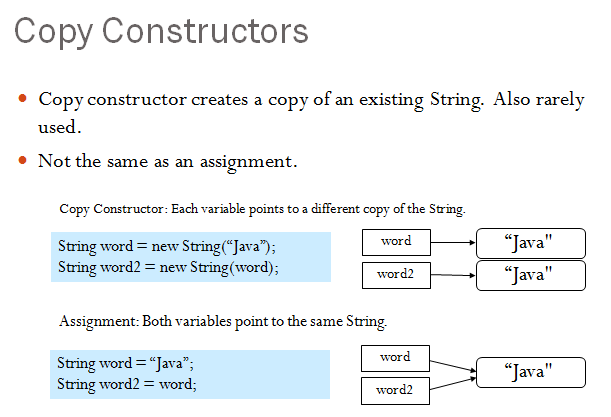 Copy Constructors
• Copy constructor creates a copy of an existing String. Also rarely
used.
• Not the same as an assignment.
Copy Constructor: Each variable points to a different copy of the String.
String word = new String(“Java”);
String word2 = new String(word);
word
“Java"
word2
“Java"
Assignment: Both variables point to the same String.
String word = “Java”;
String word2 = word;
word
word2
“Java"